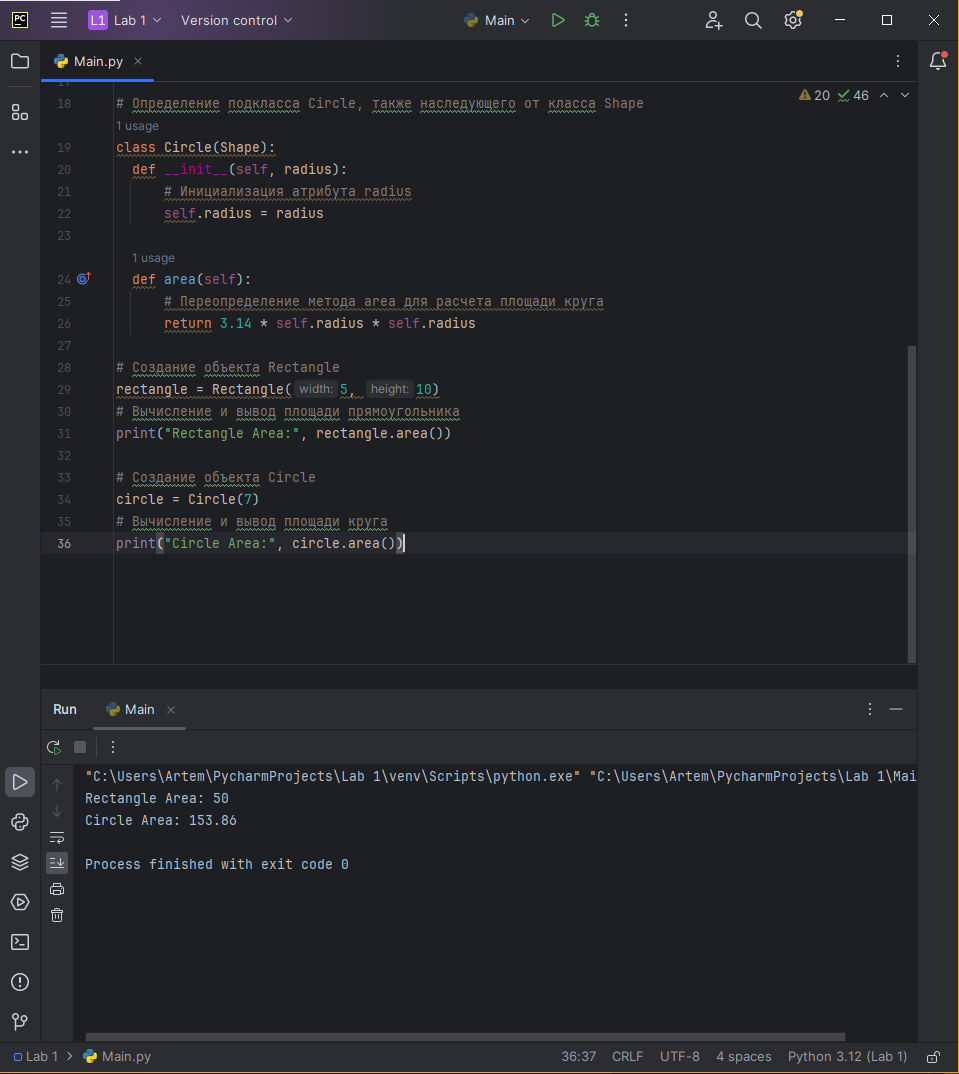 PC L1 Lab 1 Version control Main
Main.py
20 46
17
18 # Определение подкласса Circle, также наследующего от класса Shape
1 usage
19 class Circle(Shape):
20 def __init__(self, radius):
21 # Инициализация атрибута radius
22 self.radius = radius
23
1 usage
24 def area(self):
25 # Переопределение метода area для расчета площади круга
26 return 3.14 * self.radius * self.radius
27
28 # Создание объекта Rectangle
29 rectangle = Rectangle( width: 5, height: 10)
30 # Вычисление и вывод площади прямоугольника
31 print("Rectangle Area:", rectangle.area())
32
33 # Создание объекта Circle
34 circle = Circle(7)
35 # Вычисление и вывод площади круга
36 print("Circle Area:", circle.area())
Run Main
"C:\Users\Artem\PycharmProjects\Lab 1\venv\Scripts\python.exe" "C:\Users\Artem\PycharmProjects\Lab 1\Mai
Rectangle Area: 50
Circle Area: 153.86
Process finished with exit code 0
Lab 1 Main.py 36:37 CRLF UTF-8 4 spaces Python 3.12 (Lab 1)